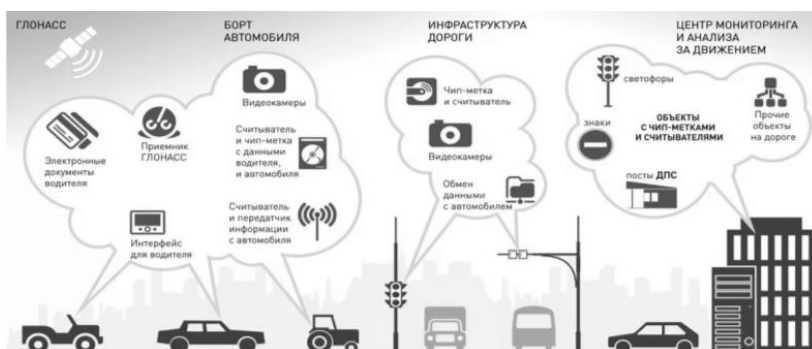 ГЛОНАСС
БОРТ
АВТОМОБИЛЯ
ИНФРАСТРУКТУРА
ДОРОГИ
ЦЕНТР МОНИТОРИНГА
И АНАЛИЗА
ЗА ДВИЖЕНИЕМ
Электронные
документы
водителя
Приемник
ГЛОНАСС
Интерфейс
для водителя
Видеокамеры
Считыватель
и чип-метка
с данными
водителя,
и автомобиля
Считыватель
и передатчик
информации
с автомобиля
Чип-метка
и считыватель
Видеокамеры
Обмен
данными
с автомобилем
светофоры
знаки
ОБЪЕКТЫ
С ЧИП-МЕТКАМИ
И СЧИТЫВАТЕЛЯМИ
Прочие
объекты
на дороге
посты ДПС